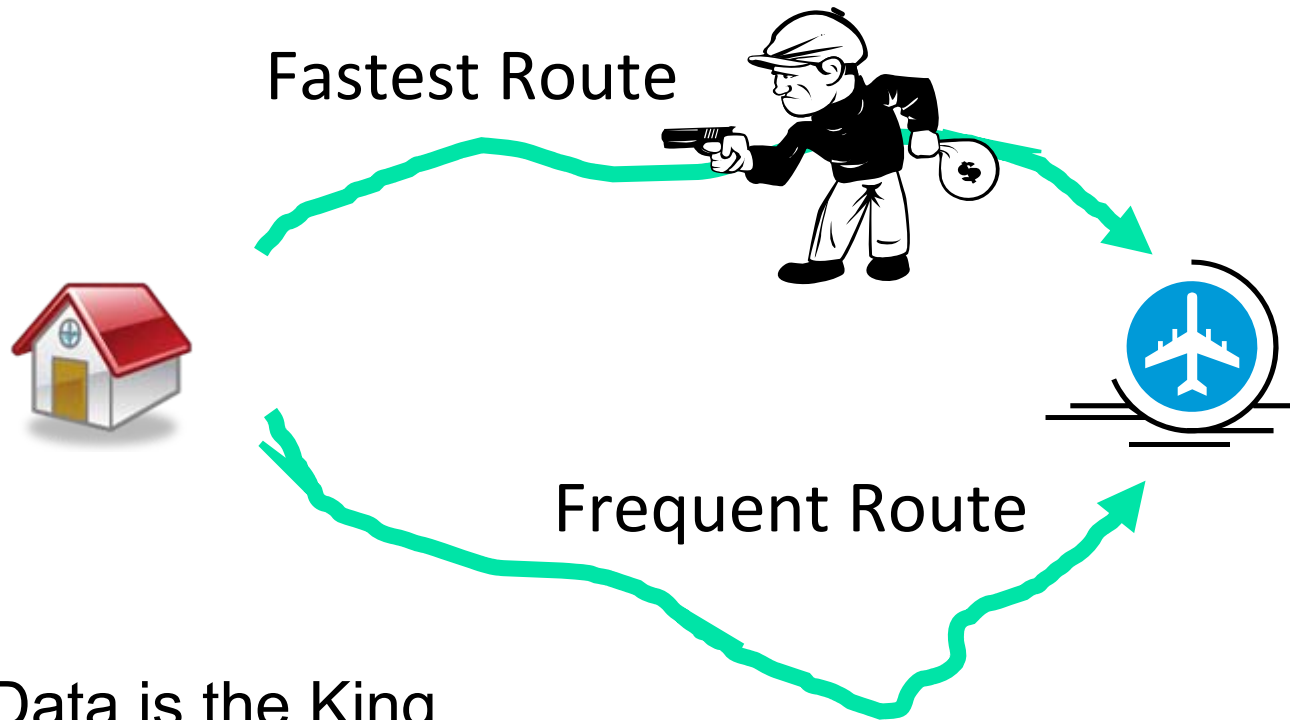 Fastest Route
$
Frequent Route
Data is the King